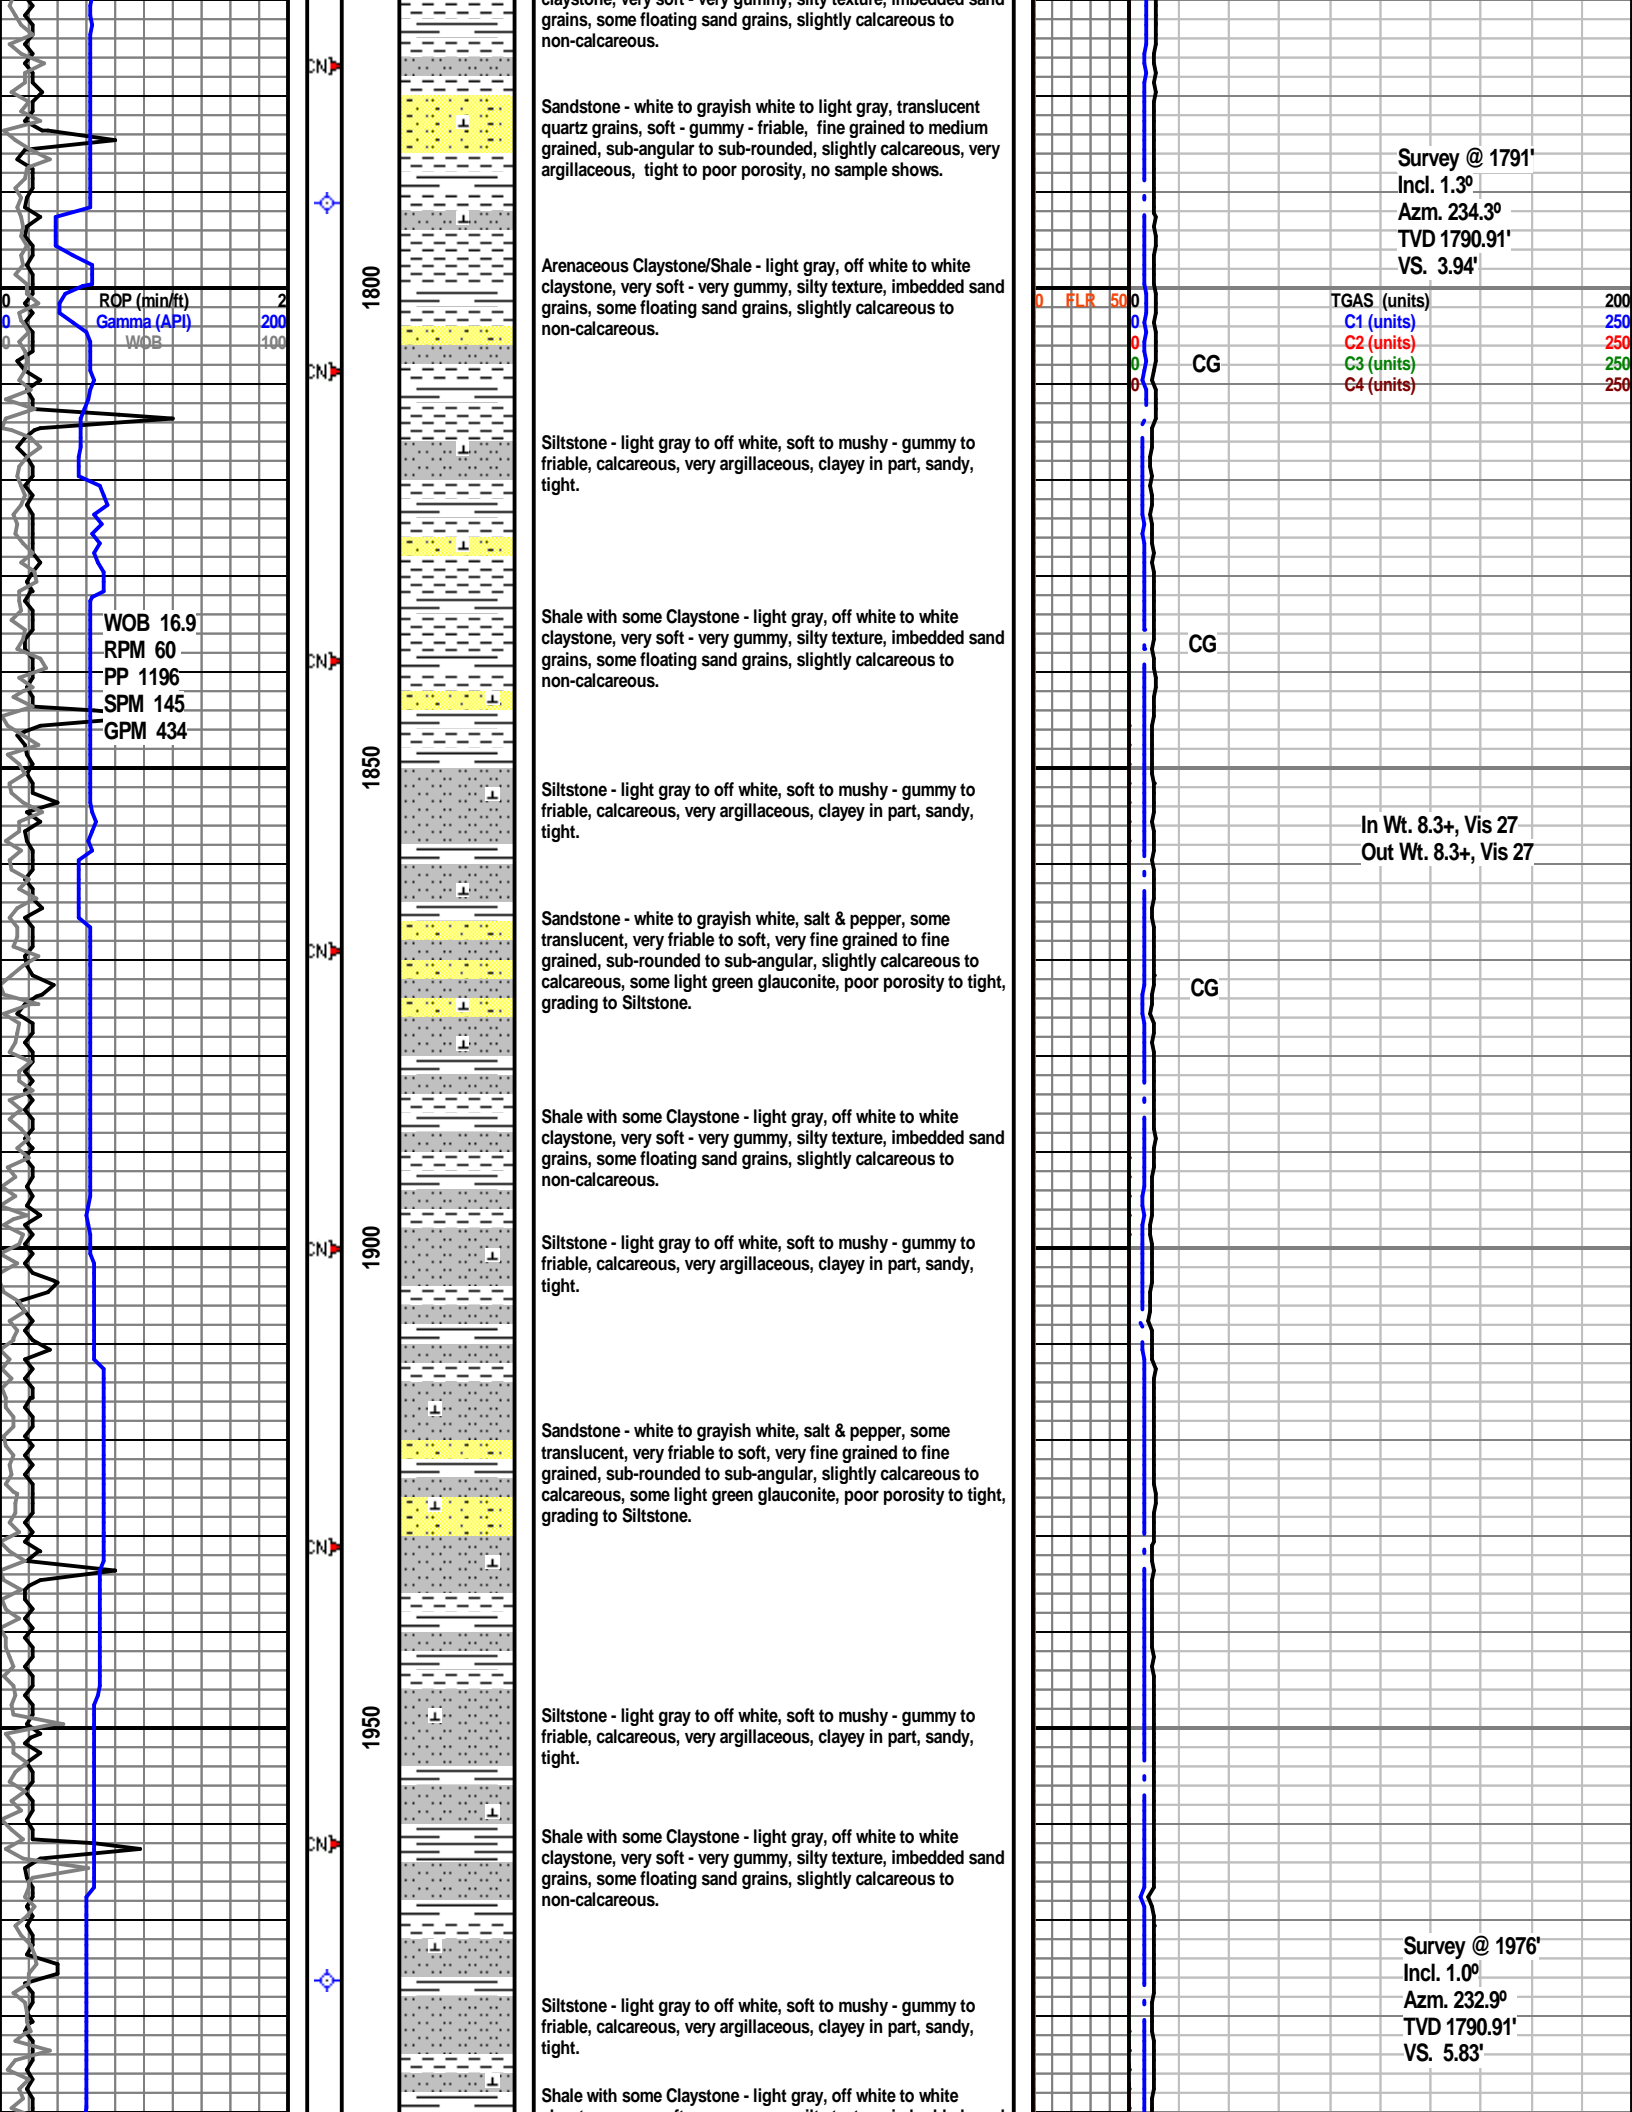 grains, some floating sand grains, slightly calcareous to
non-calcareous.
Sandstone - white to grayish white to light gray, translucent
quartz grains, soft - gummy - friable, fine grained to medium
grained, sub-angular to sub-rounded, slightly calcareous, very
argillaceous, tight to poor porosity, no sample shows.
Survey @ 1791'
Incl. 1.3º
Azm. 234.3º
TVD 1790.91'
VS. 3.94'
Arenaceous Claystone/Shale - light gray, off white to white
claystone, very soft - very gummy, silty texture, imbedded sand
grains, some floating sand grains, slightly calcareous to
non-calcareous.
1800
0 ROP (min/ft) 2
0 Gamma (API) 200
0 WOB 100
0 FLR 50
0 TGAS (units) 200
0 C1 (units) 250
0 C2 (units) 250
0 C3 (units) 250
0 C4 (units) 250
CG
Siltstone - light gray to off white, soft to mushy - gummy to
friable, calcareous, very argillaceous, clayey in part, sandy,
tight.
WOB 16.9
RPM 60
PP 1196
SPM 145
GPM 434
Shale with some Claystone - light gray, off white to white
claystone, very soft - very gummy, silty texture, imbedded sand
grains, some floating sand grains, slightly calcareous to
non-calcareous.
CG
1850
Siltstone - light gray to off white, soft to mushy - gummy to
friable, calcareous, very argillaceous, clayey in part, sandy,
tight.
In Wt. 8.3+, Vis 27
Out Wt. 8.3+, Vis 27
Sandstone - white to grayish white, salt & pepper, some
translucent, very friable to soft, very fine grained to fine
grained, sub-rounded to sub-angular, slightly calcareous to
calcareous, some light green glauconite, poor porosity to tight,
grading to Siltstone.
CG
Shale with some Claystone - light gray, off white to white
claystone, very soft - very gummy, silty texture, imbedded sand
grains, some floating sand grains, slightly calcareous to
non-calcareous.
1900
Siltstone - light gray to off white, soft to mushy - gummy to
friable, calcareous, very argillaceous, clayey in part, sandy,
tight.
Sandstone - white to grayish white, salt & pepper, some
translucent, very friable to soft, very fine grained to fine
grained, sub-rounded to sub-angular, slightly calcareous to
calcareous, some light green glauconite, poor porosity to tight,
grading to Siltstone.
1950
Siltstone - light gray to off white, soft to mushy - gummy to
friable, calcareous, very argillaceous, clayey in part, sandy,
tight.
Shale with some Claystone - light gray, off white to white
claystone, very soft - very gummy, silty texture, imbedded sand
grains, some floating sand grains, slightly calcareous to
non-calcareous.
Survey @ 1976'
Incl. 1.0º
Azm. 232.9º
TVD 1790.91'
VS. 5.83'
Siltstone - light gray to off white, soft to mushy - gummy to
friable, calcareous, very argillaceous, clayey in part, sandy,
tight.
Shale with some Claystone - light gray, off white to white